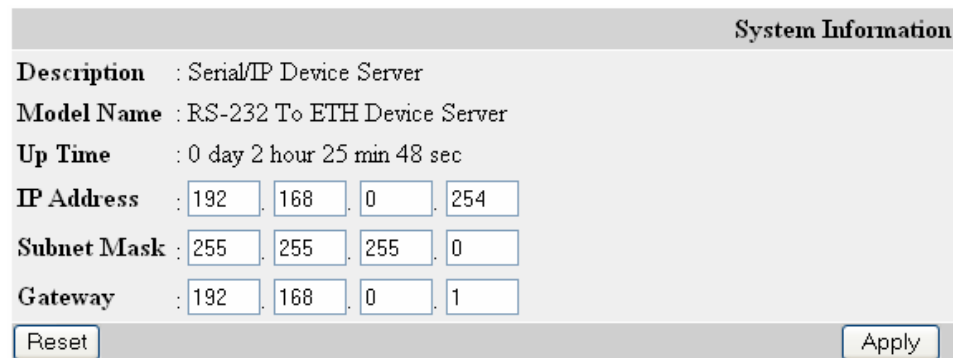 System Information
Description : Serial/IP Device Server
Model Name : RS-232 To ETH Device Server
Up Time : 0 day 2 hour 25 min 48 sec
IP Address : 192 . 168 . 0 . 254
Subnet Mask : 255 . 255 . 255 . 0
Gateway : 192 . 168 . 0 . 1
Reset Apply